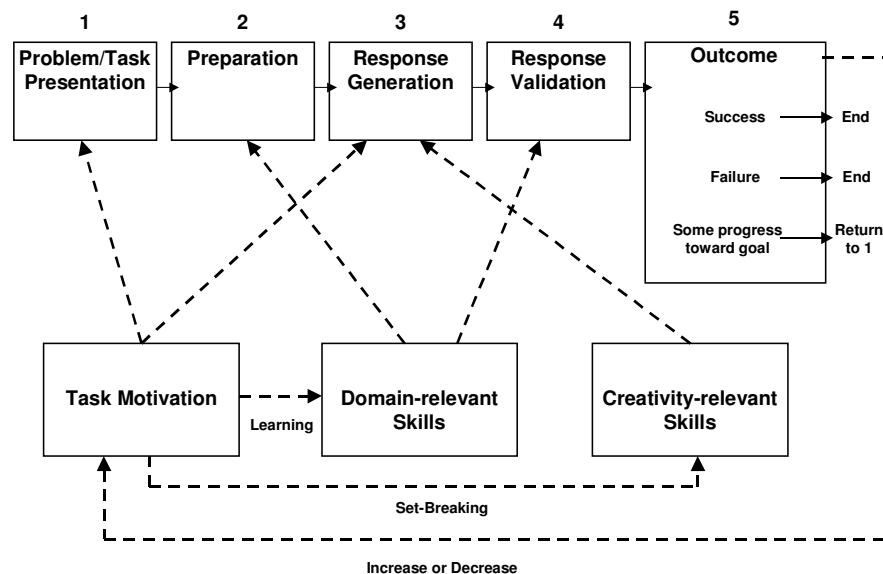 1 2 3 4 5
Problem/Task
Presentation
Preparation
Response
Generation
Response
Validation
Outcome
Success
End
Failure
End
Some progress
toward goal
Return
to 1
Task Motivation
Learning
Domain-relevant
Skills
Creativity-relevant
Skills
Set-Breaking
Increase or Decrease